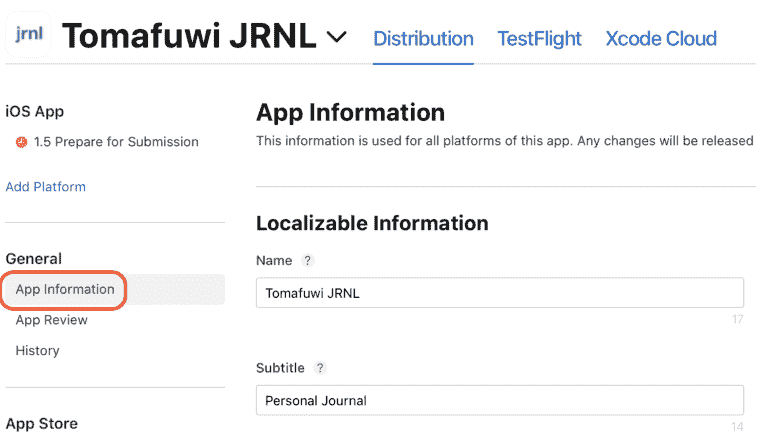 jrnl
Tomafuwi JRNL
Distribution TestFlight Xcode Cloud
iOS App
1.5 Prepare for Submission
Add Platform
General
App Information
App Review
History
App Store
App Information
This information is used for all platforms of this app. Any changes will be released
Localizable Information
Name ?
Tomafuwi JRNL
17
Subtitle ?
Personal Journal
14